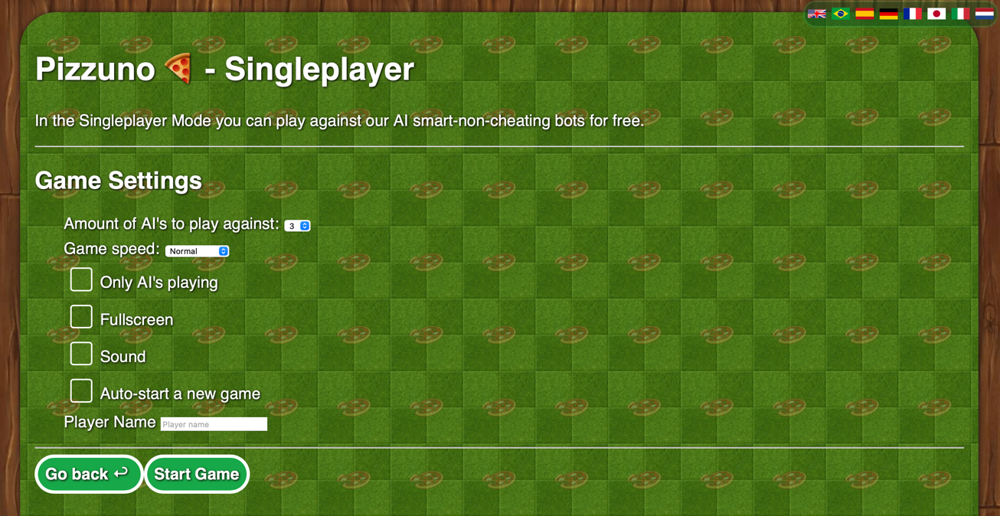 Pizzuno 🍕 - Singleplayer
In the Singleplayer Mode you can play against our AI smart-non-cheating bots for free.
Game Settings
Amount of AI's to play against: 3
Game speed: Normal
Only AI's playing
Fullscreen
Sound
Auto-start a new game
Player Name Player name
Go back ↩ Start Game